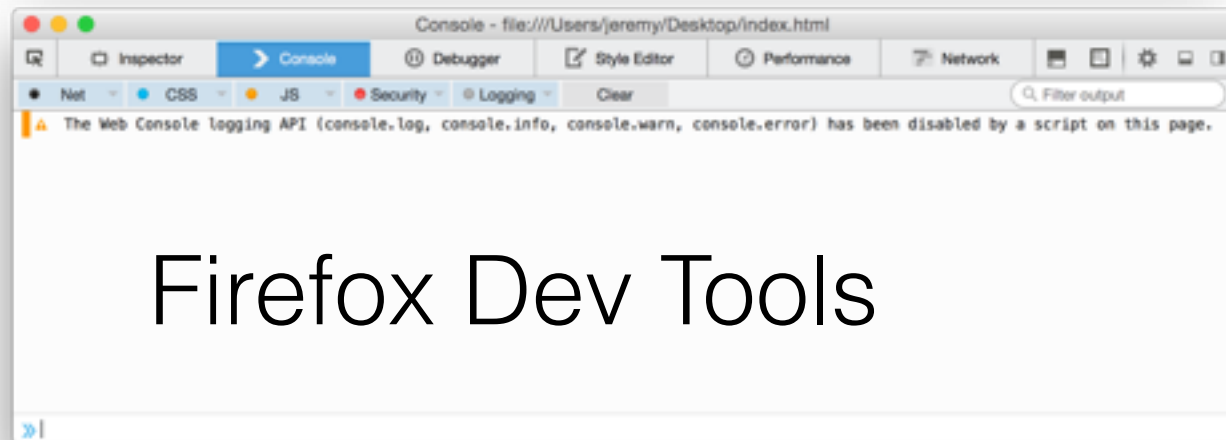 Console - file:///Users/jeremy/Desktop/index.html
Inspector Console Debugger Style Editor Performance Network
Net CSS JS Security Logging Clear Filter output
The Web Console logging API (console.log, console.info, console.warn, console.error) has been disabled by a script on this page.
Firefox Dev Tools
»